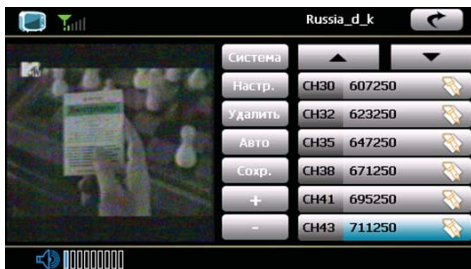 Russia_d_k
Система
Настр.
Удалить
Авто
Сохр.
+
-
CH30 607250
CH32 623250
CH35 647250
CH38 671250
CH41 695250
CH43 711250